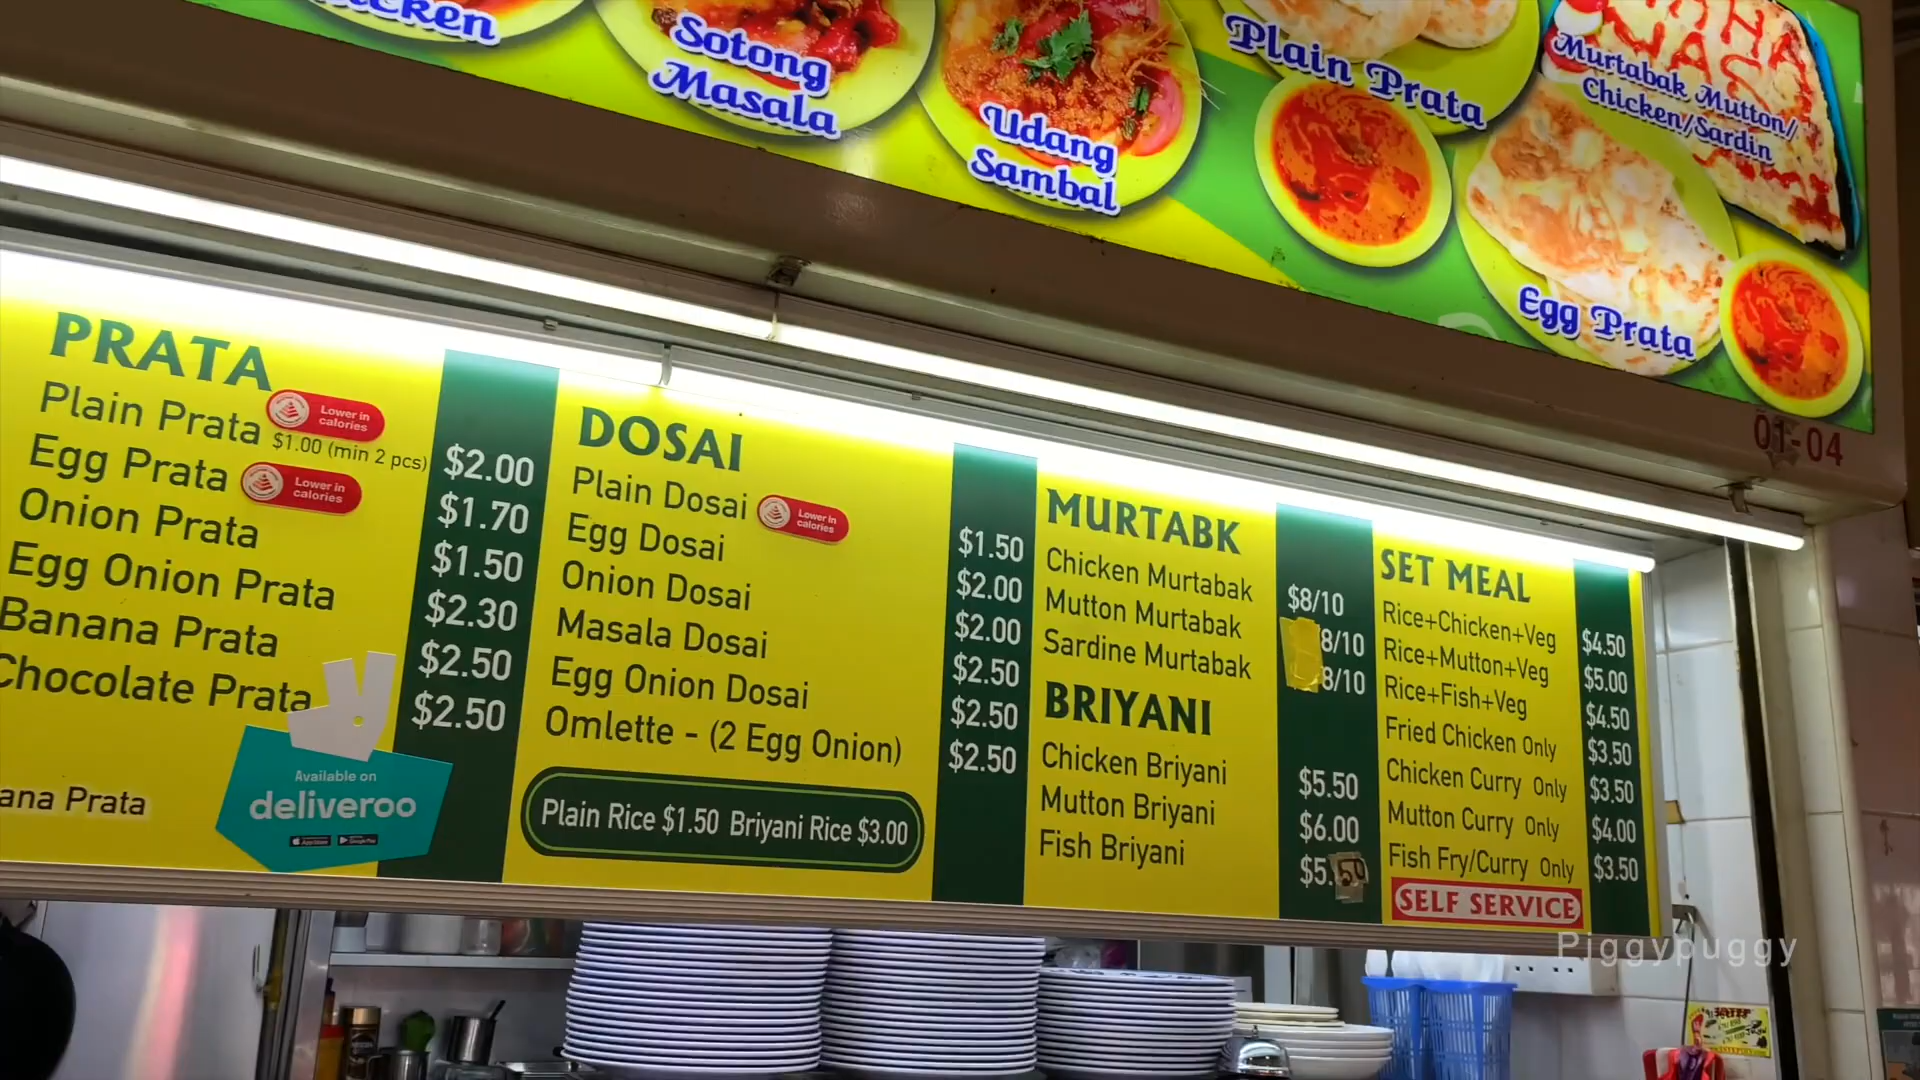 Sotong
Masala
Udang
Sambal
Plain Prata
Murtabak Mutton/
Chicken/Sardin
Egg Prata
01-04
PRATA
Plain Prata $1.00 (min 2 pcs) $2.00
Lower in
calories
Egg Prata $1.70
Lower in
calories
Onion Prata $1.50
Egg Onion Prata $2.30
Banana Prata $2.50
Chocolate Prata $2.50
ana Prata
Available on
deliveroo
DOSAI
Plain Dosai $1.50
Lower in
calories
Egg Dosai $2.00
Onion Dosai $2.00
Masala Dosai $2.50
Egg Onion Dosai $2.50
Omlette - (2 Egg Onion) $2.50
Plain Rice $1.50 Briyani Rice $3.00
MURTABK
Chicken Murtabak $8/10
Mutton Murtabak 8/10
Sardine Murtabak 8/10
BRIYANI
Chicken Briyani $5.50
Mutton Briyani $6.00
Fish Briyani $5.50
SET MEAL
Rice+Chicken+Veg $4.50
Rice+Mutton+Veg $5.00
Rice+Fish+Veg $4.50
Fried Chicken Only $3.50
Chicken Curry Only $3.50
Mutton Curry Only $4.00
Fish Fry/Curry Only $3.50
SELF SERVICE
Piggypuggy